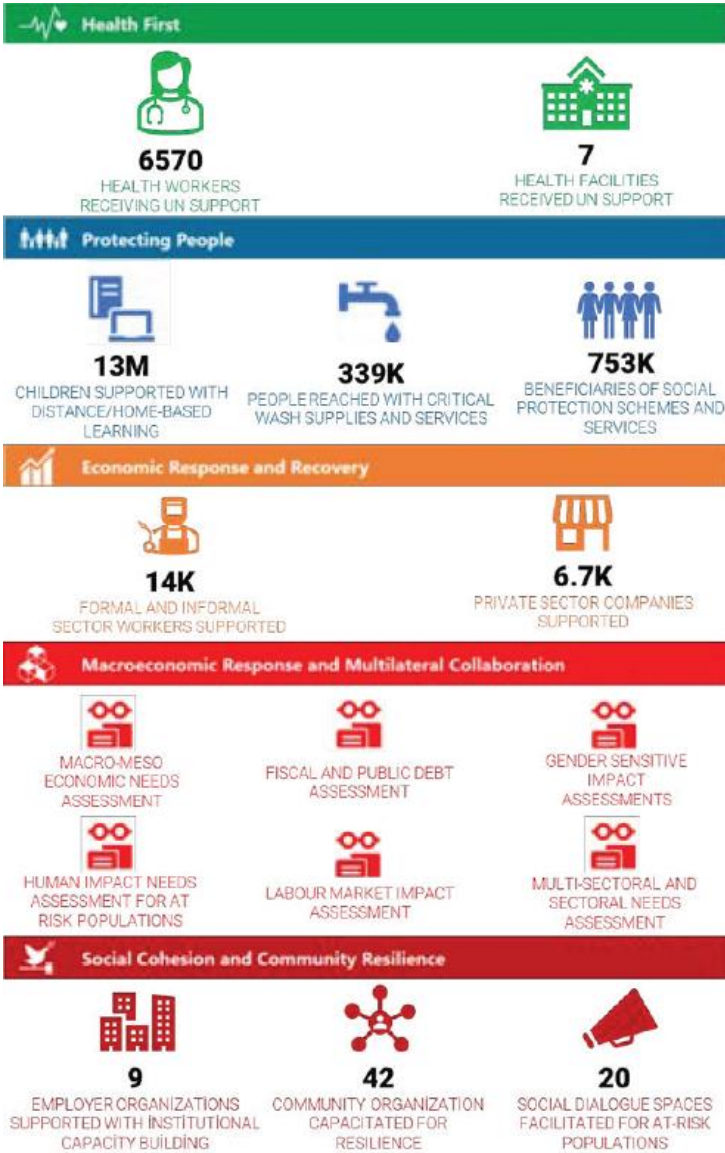 Health First
6570
HEALTH WORKERS
RECEIVING UN SUPPORT
7
HEALTH FACILITIES
RECEIVED UN SUPPORT
Protecting People
13M
CHILDREN SUPPORTED WITH
DISTANCE/HOME-BASED
LEARNING
339K
PEOPLE REACHED WITH CRITICAL
WASH SUPPLIES AND SERVICES
753K
BENEFICIARIES OF SOCIAL
PROTECTION SCHEMES AND
SERVICES
Economic Response and Recovery
14K
FORMAL AND INFORMAL
SECTOR WORKERS SUPPORTED
6.7K
PRIVATE SECTOR COMPANIES
SUPPORTED
Macroeconomic Response and Multilateral Collaboration
MACRO-MESO
ECONOMIC NEEDS
ASSESSMENT
FISCAL AND PUBLIC DEBT
ASSESSMENT
GENDER SENSITIVE
IMPACT
ASSESSMENTS
HUMAN IMPACT NEEDS
ASSESSMENT FOR AT
RISK POPULATIONS
LABOUR MARKET IMPACT
ASSESSMENT
MULTI-SECTORAL AND
SECTORAL NEEDS
ASSESSMENT
Social Cohesion and Community Resilience
9
EMPLOYER ORGANIZATIONS
SUPPORTED WITH İNSTİTUTİONAL
CAPACITY BUILDING
42
COMMUNITY ORGANIZATION
CAPACITATED FOR
RESILIENCE
20
SOCIAL DIALOGUE SPACES
FACILITATED FOR AT-RISK
POPULATIONS